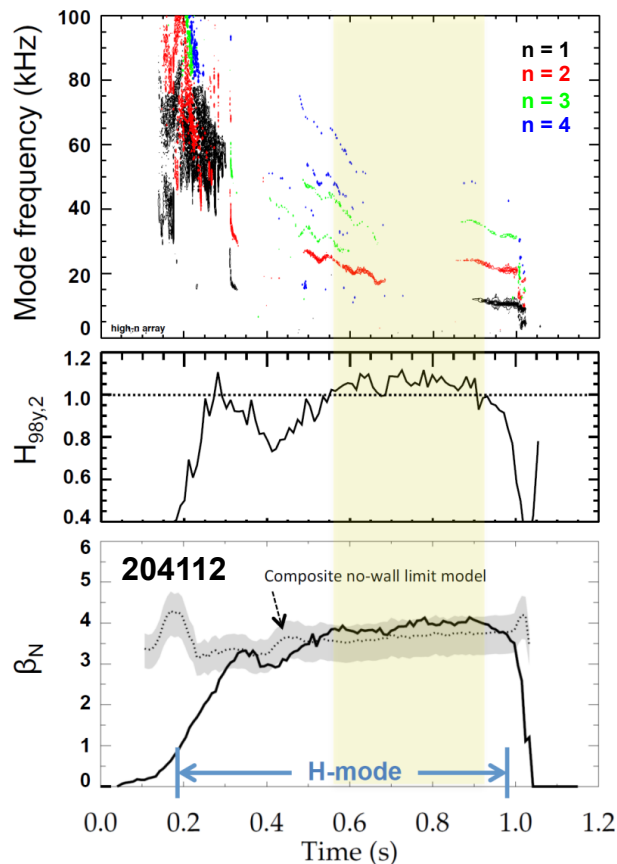 Mode frequency (kHz)
100
80
60
40
20
0
n = 1
n = 2
n = 3
n = 4
high-n array
H98y,2
1.2
1.0
0.8
0.6
0.4
βN
6
5
4
3
2
1
0
204112
Composite no-wall limit model
H-mode
0.0 0.2 0.4 0.6 0.8 1.0 1.2
Time (s)